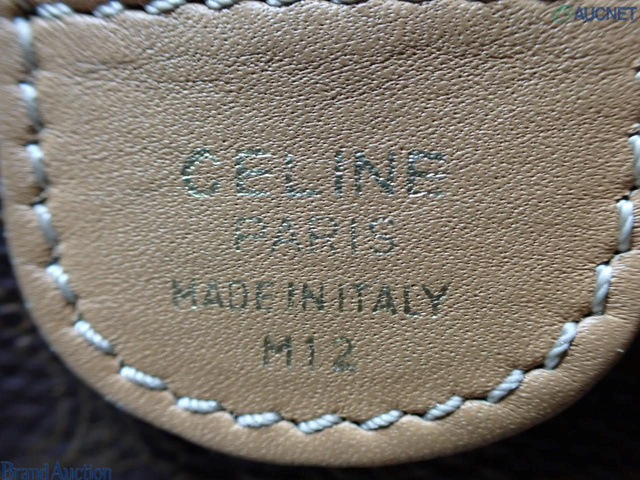 AUCNET
CELINE
PARIS
MADE IN ITALY
M12
Brand Auction